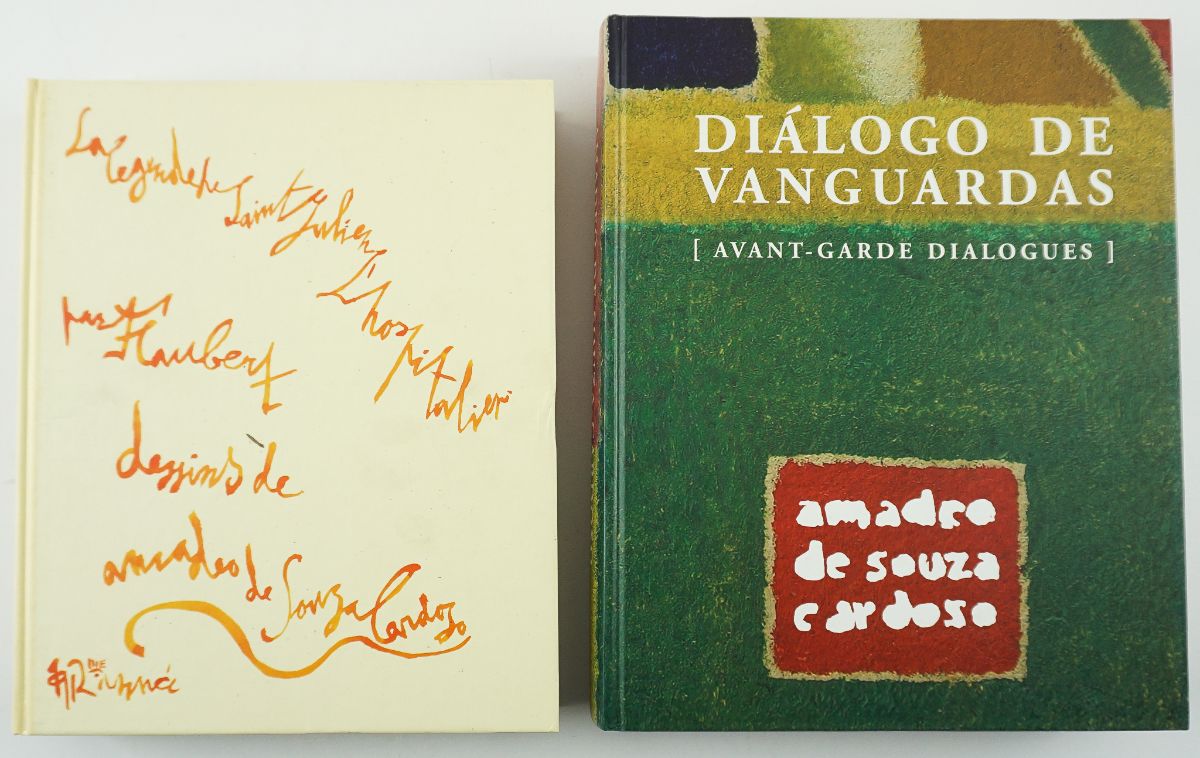 La Legende de Saint Julien L'hospitalier
par Flaubert
dessins de
amadeo de Souza Cardozo
DIÁLOGO DE
VANGUARDAS
[ AVANT-GARDE DIALOGUES ]
amadeo
de souza
cardoso